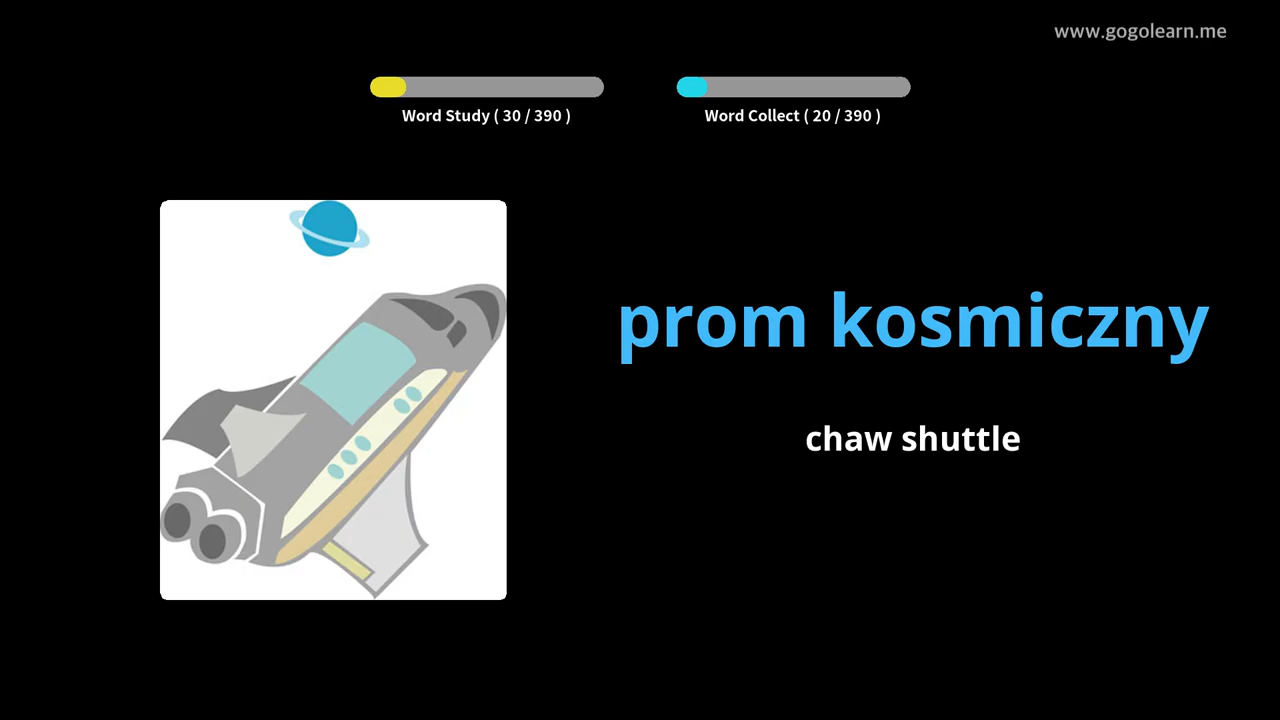 www.gogolearn.me
Word Study ( 30 / 390 )
Word Collect ( 20 / 390 )
prom kosmiczny
chaw shuttle